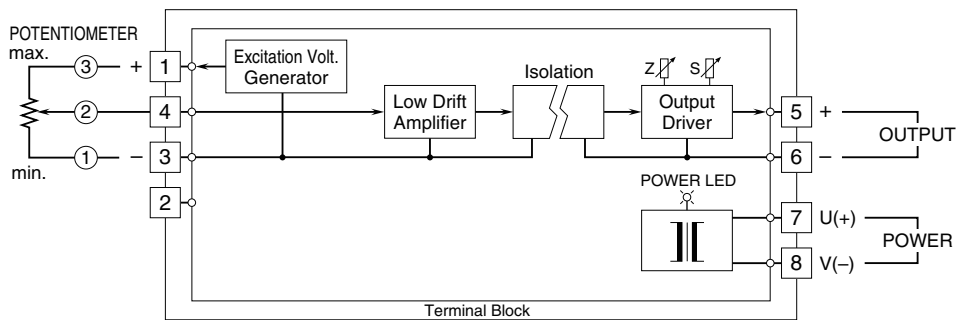 POTENTIOMETER
max.
3
+
1
Excitation Volt.
Generator
2
4
Low Drift
Amplifier
Isolation
Z
S
Output
Driver
5
+
OUTPUT
1
–
3
6
–
min.
2
POWER LED
7
U(+)
POWER
8
V(–)
Terminal Block